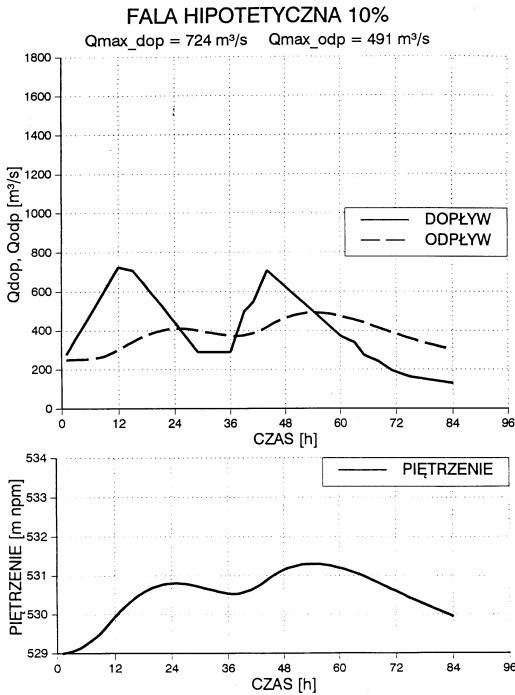 FALA HIPOTETYCZNA 10%
Qmax_dop = 724 m³/s Qmax_odp = 491 m³/s
1800
1600
1400
1200
1000
800
600
400
200
0
Qdop, Qodp [m³/s]
DOPŁYW
ODPŁYW
0 12 24 36 48 60 72 84 96
CZAS [h]
534
533
532
531
530
529
PIĘTRZENIE [m npm]
PIĘTRZENIE
0 12 24 36 48 60 72 84 96
CZAS [h]